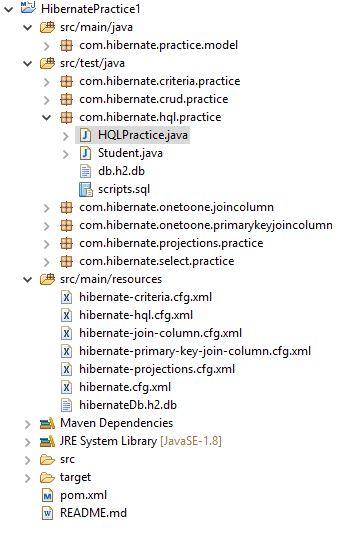 HibernatePractice1
src/main/java
com.hibernate.practice.model
src/test/java
com.hibernate.criteria.practice
com.hibernate.crud.practice
com.hibernate.hql.practice
HQLPractice.java
Student.java
db.h2.db
scripts.sql
com.hibernate.onetoone.joincolumn
com.hibernate.onetoone.primarykeyjoincolumn
com.hibernate.projections.practice
com.hibernate.select.practice
src/main/resources
hibernate-criteria.cfg.xml
hibernate-hql.cfg.xml
hibernate-join-column.cfg.xml
hibernate-primary-key-join-column.cfg.xml
hibernate-projections.cfg.xml
hibernate.cfg.xml
hibernateDb.h2.db
Maven Dependencies
JRE System Library [JavaSE-1.8]
src
target
pom.xml
README.md